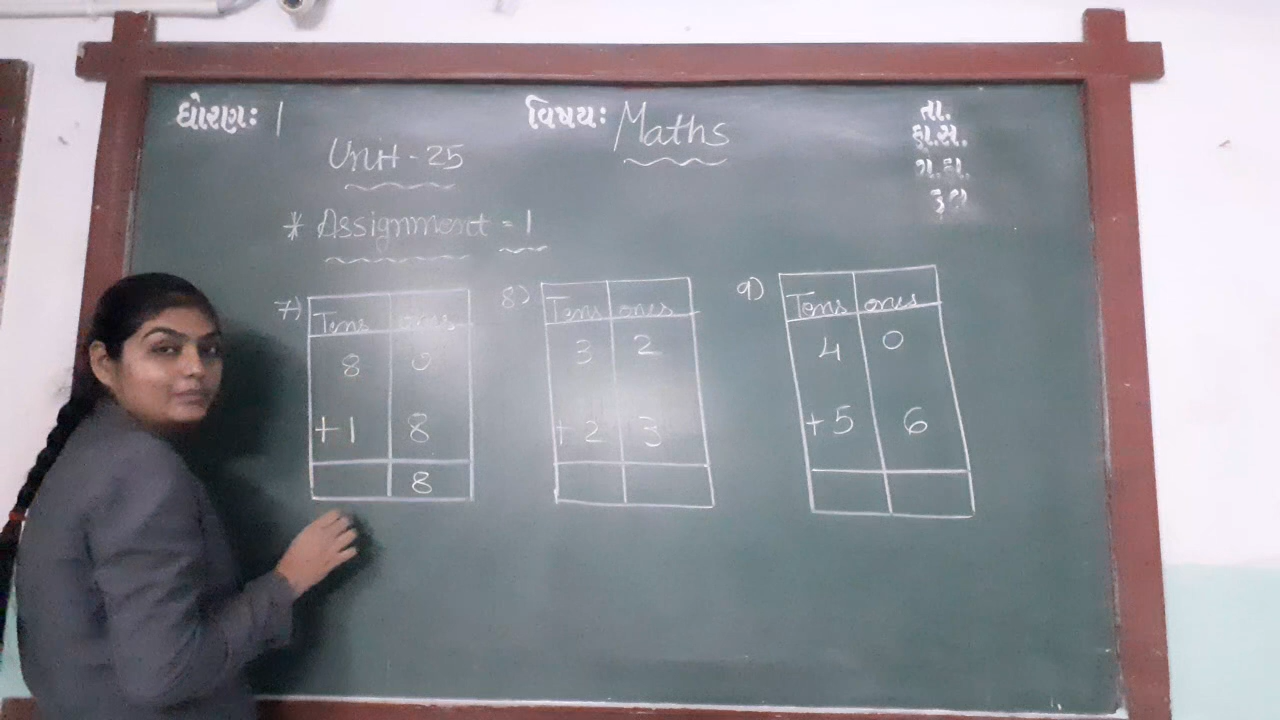 ધોરણ: 1
વિષય: Maths
તા.
હા.સ.
ગ.હા.
કુલ
Unit - 25
* Assignment = 1
7) Tens ones
8 0
+1 8
8
8) Tens ones
3 2
+2 3
9) Tens ones
4 0
+5 6